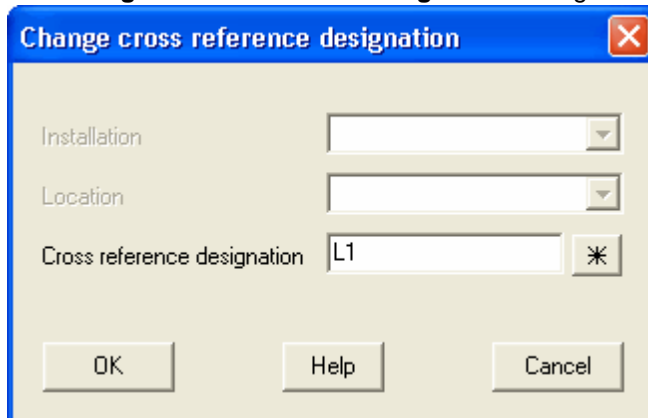 Change cross reference designation
Installation
Location
Cross reference designation L1 *
OK Help Cancel